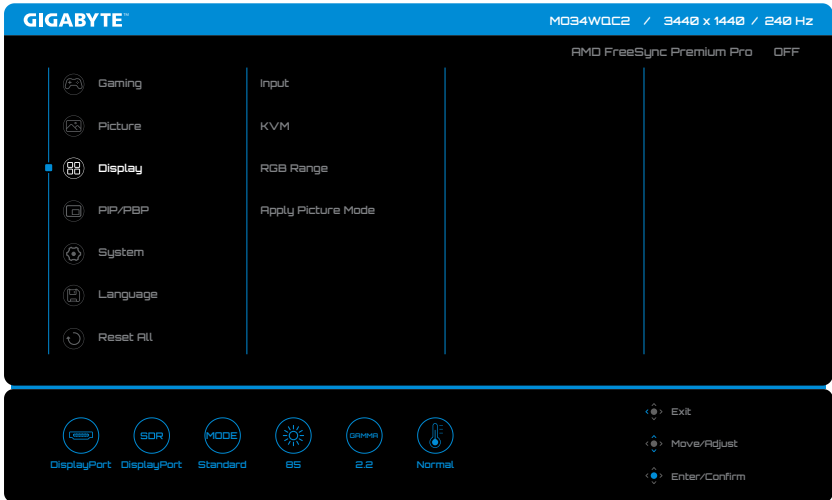 GIGABYTE™
MO34WQC2 / 3440 x 1440 / 240 Hz
AMD FreeSync Premium Pro OFF
Gaming
Picture
Display
PIP/PBP
System
Language
Reset All
Input
KVM
RGB Range
Apply Picture Mode
SDR
MODE
GAMMA
DisplayPort
DisplayPort
Standard
85
2.2
Normal
Exit
Move/Adjust
Enter/Confirm